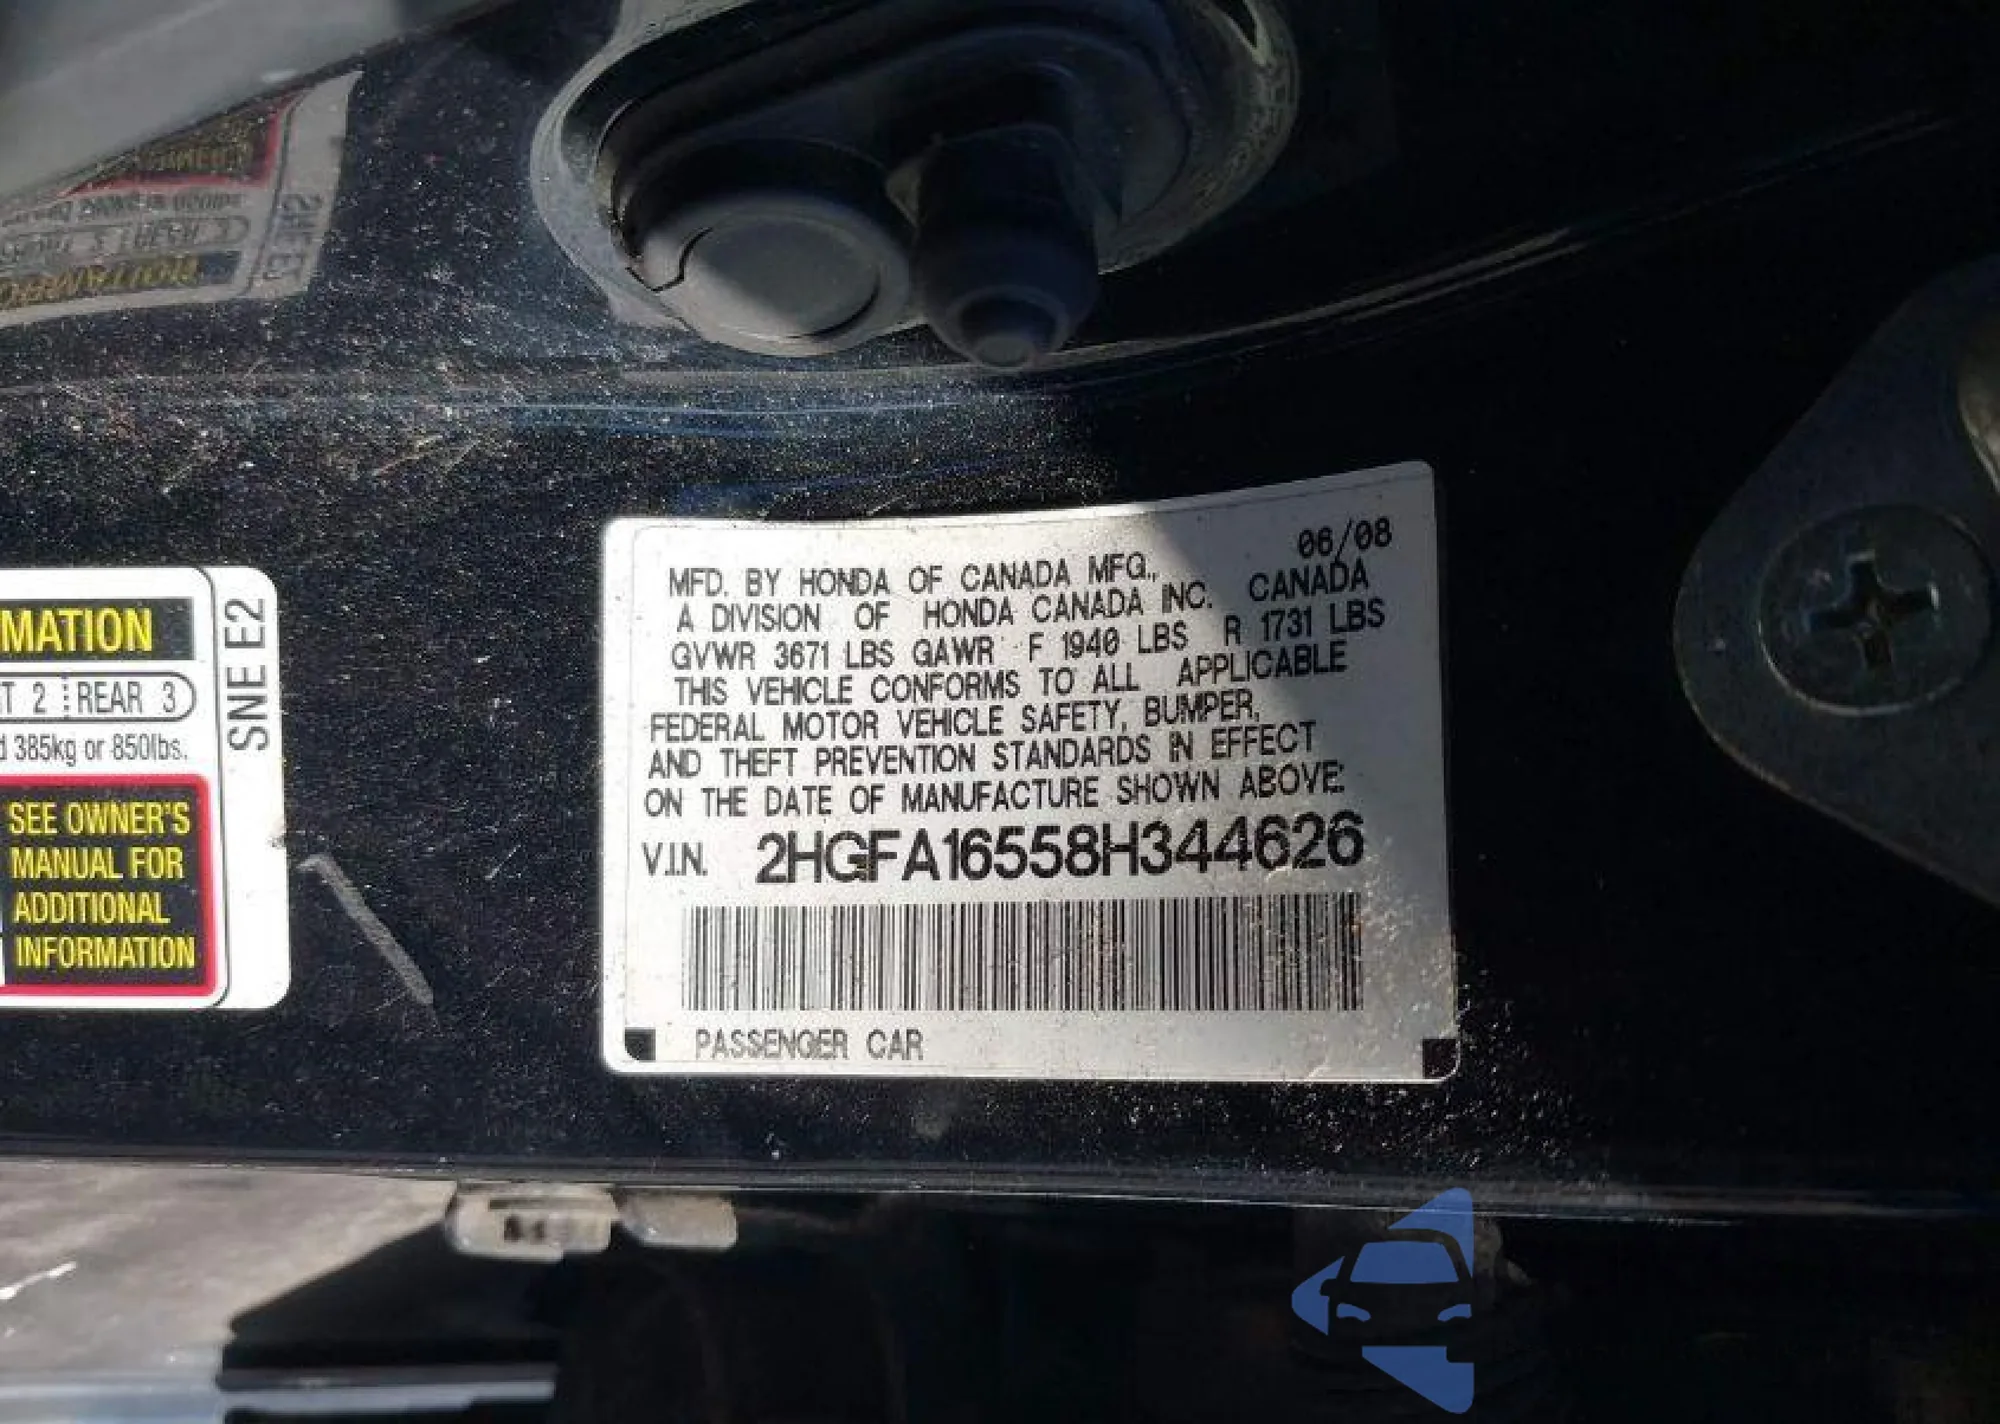 MATION
T 2 REAR 3
d 385kg or 850lbs.
SEE OWNER'S
MANUAL FOR
ADDITIONAL
INFORMATION
SNE E2
06/08
MFD. BY HONDA OF CANADA MFG.,
A DIVISION OF HONDA CANADA INC. CANADA
GVWR 3671 LBS GAWR F 1940 LBS R 1731 LBS
THIS VEHICLE CONFORMS TO ALL APPLICABLE
FEDERAL MOTOR VEHICLE SAFETY, BUMPER,
AND THEFT PREVENTION STANDARDS IN EFFECT
ON THE DATE OF MANUFACTURE SHOWN ABOVE.
V.I.N. 2HGFA16558H344626
PASSENGER CAR